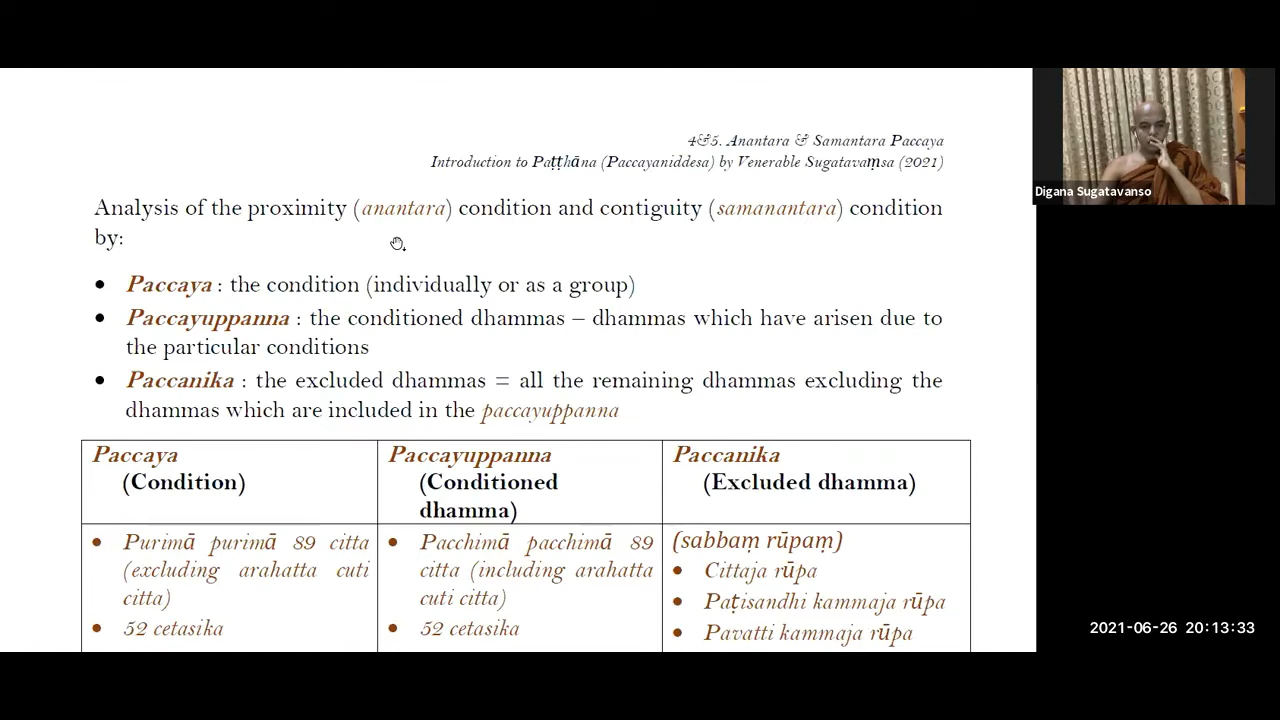 4&5. Anantara & Samantara Paccaya
Introduction to Paṭṭhāna (Paccayaniddesa) by Venerable Sugatavaṃsa (2021)
Digana Sugatavanso
Analysis of the proximity (anantara) condition and contiguity (samanantara) condition
by:
• Paccaya : the condition (individually or as a group)
• Paccayuppanna : the conditioned dhammas – dhammas which have arisen due to
the particular conditions
• Paccanika : the excluded dhammas = all the remaining dhammas excluding the
dhammas which are included in the paccayuppanna
Paccaya
(Condition)
Paccayuppanna
(Conditioned
dhamma)
Paccanika
(Excluded dhamma)
• Purimā purimā 89 citta
(excluding arahatta cuti
citta)
• 52 cetasika
• Pacchimā pacchimā 89
citta (including arahatta
cuti citta)
• 52 cetasika
(sabbaṃ rūpaṃ)
• Cittaja rūpa
• Paṭisandhi kammaja rūpa
• Pavatti kammaja rūpa
2021-06-26 20:13:33